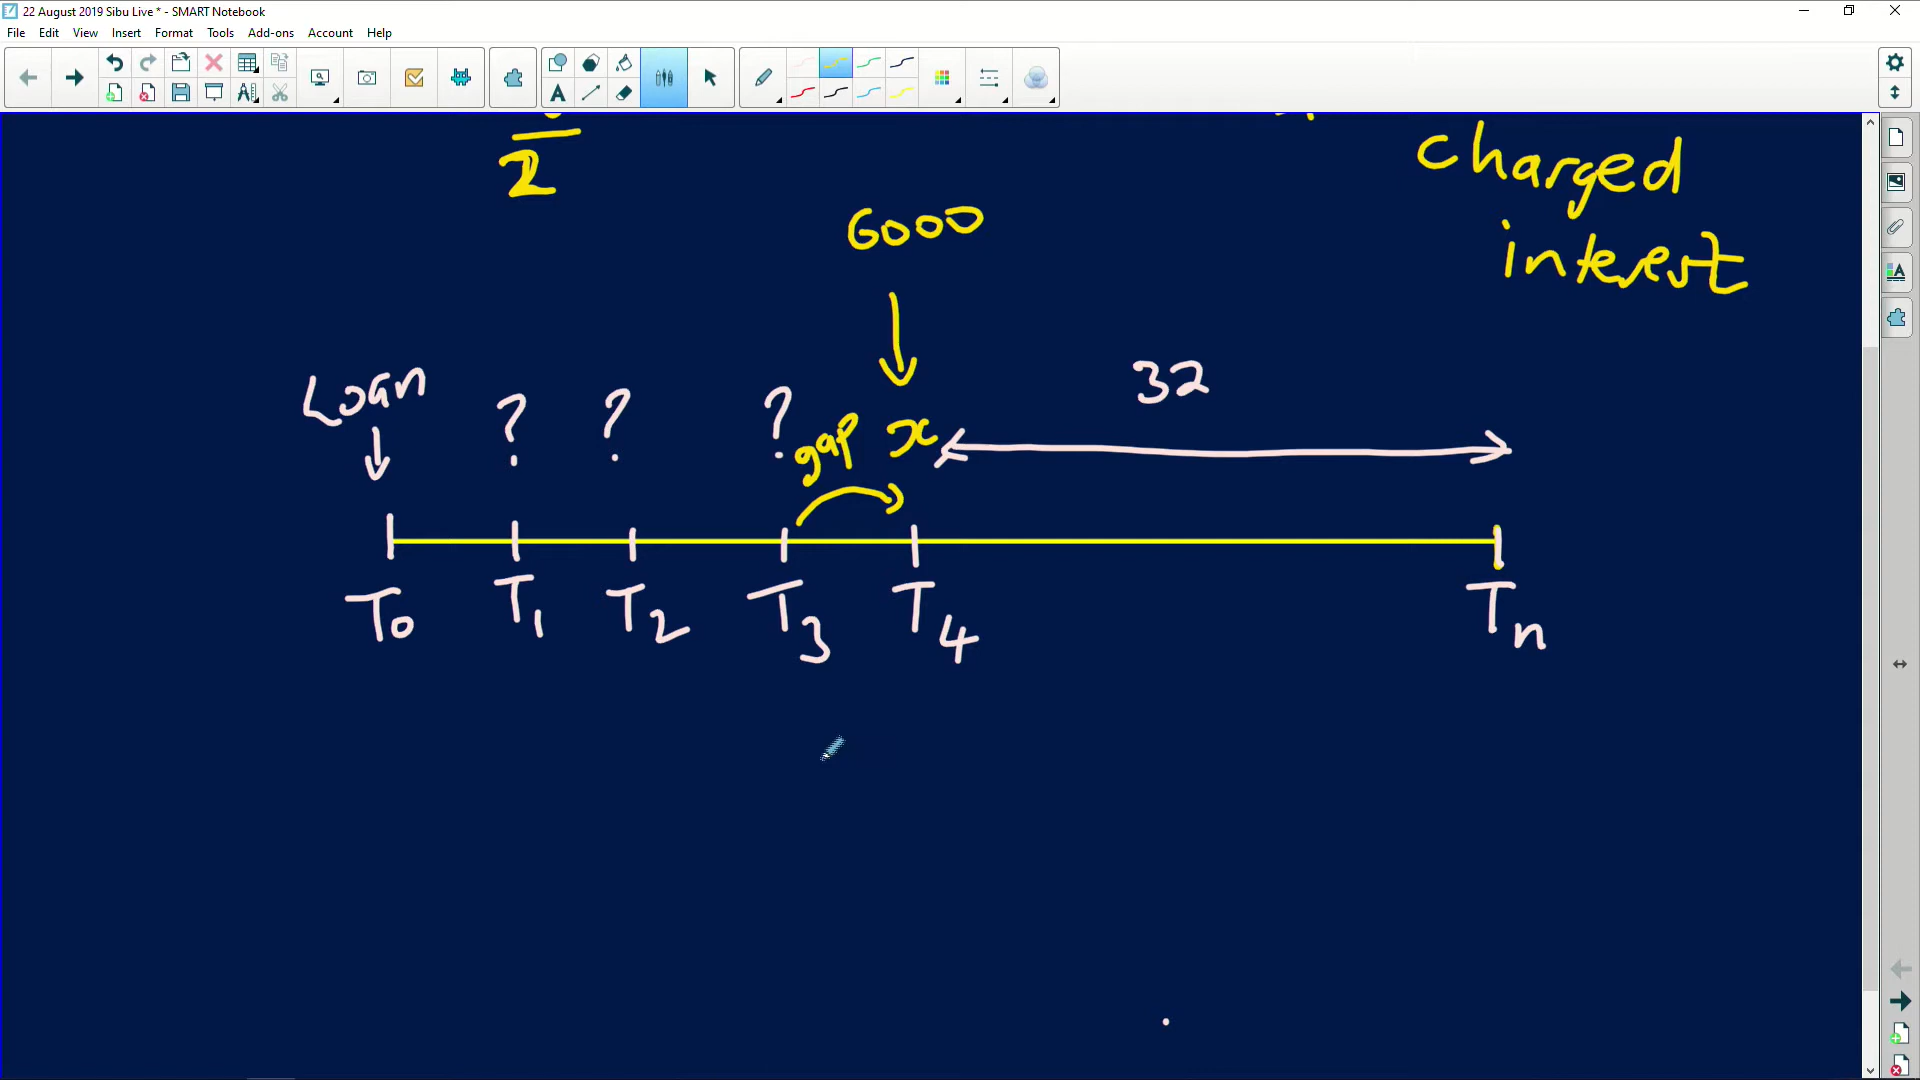 22 August 2019 Sibu Live * - SMART Notebook
File Edit View Insert Format Tools Add-ons Account Help
2
charged
interest
6000
32
Loan
? ? ?
gap x
T0 T1 T2 T3 T4 Tn